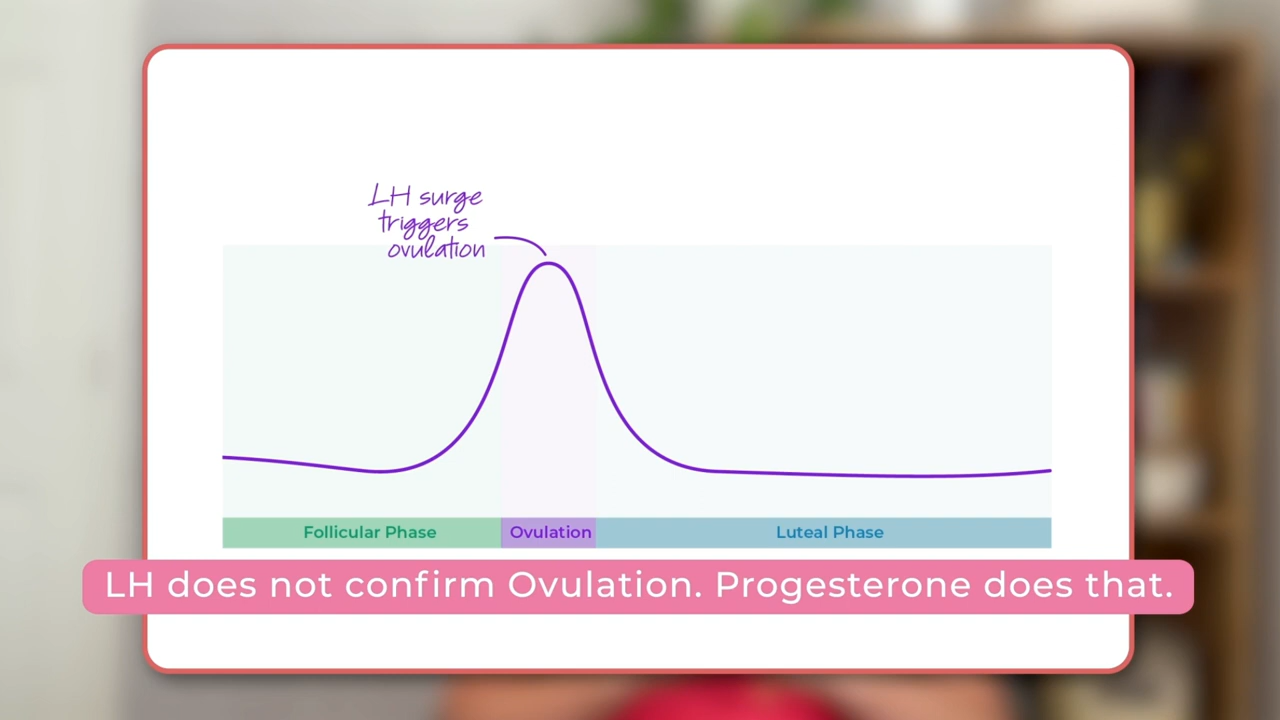 LH surge
triggers
ovulation
Follicular Phase
Ovulation
Luteal Phase
LH does not confirm Ovulation. Progesterone does that.